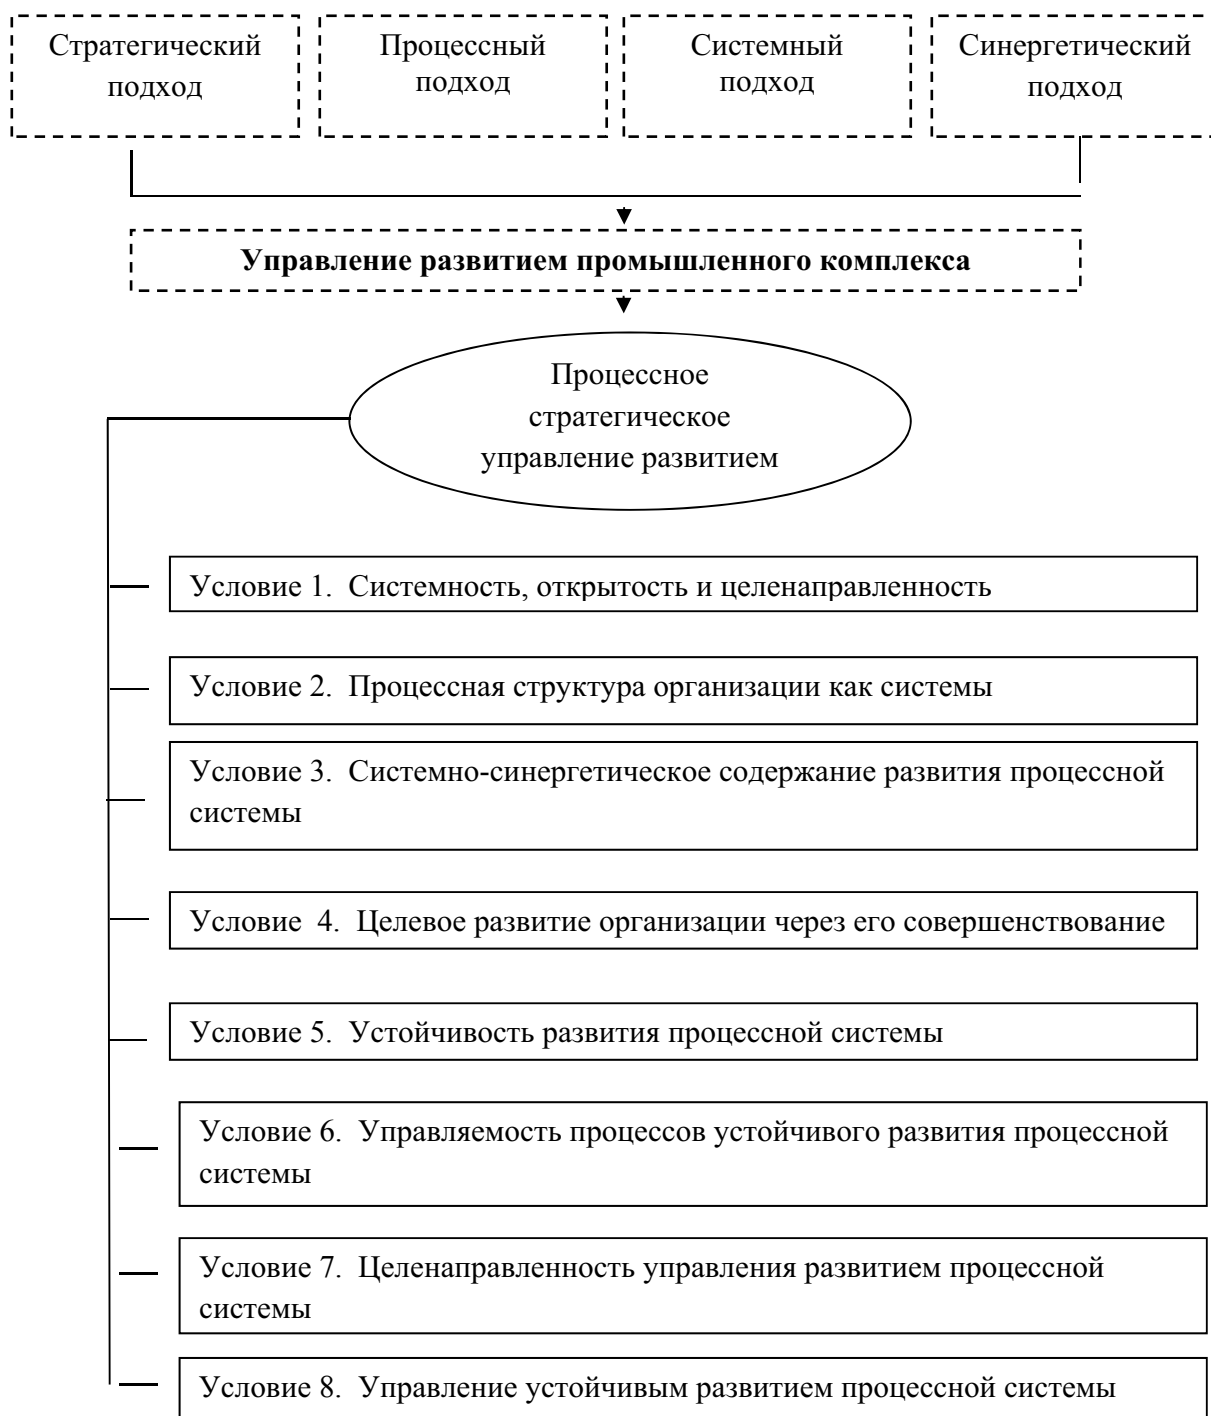 Стратегический
подход
Процессный
подход
Системный
подход
Синергетический
подход
Управление развитием промышленного комплекса
Процессное
стратегическое
управление развитием
Условие 1. Системность, открытость и целенаправленность
Условие 2. Процессная структура организации как системы
Условие 3. Системно-синергетическое содержание развития процессной
системы
Условие 4. Целевое развитие организации через его совершенствование
Условие 5. Устойчивость развития процессной системы
Условие 6. Управляемость процессов устойчивого развития процессной
системы
Условие 7. Целенаправленность управления развитием процессной
системы
Условие 8. Управление устойчивым развитием процессной системы